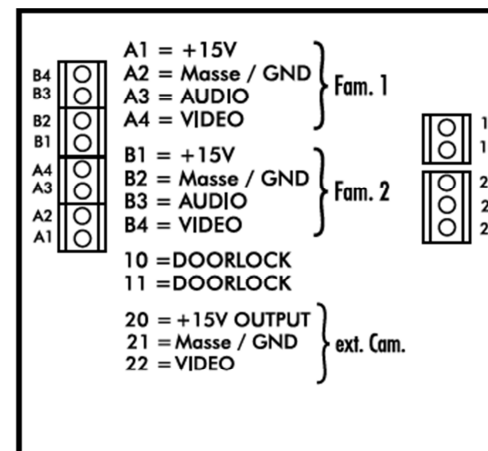 A1 = +15V
A2 = Masse / GND
A3 = AUDIO
A4 = VIDEO
Fam. 1
B1 = +15V
B2 = Masse / GND
B3 = AUDIO
B4 = VIDEO
Fam. 2
10 =DOORLOCK
11 =DOORLOCK
20 =+15V OUTPUT
21 =Masse / GND
22 =VIDEO
ext. Cam.
B4
B3
B2
B1
A4
A3
A2
A1
1
1
2
2
2